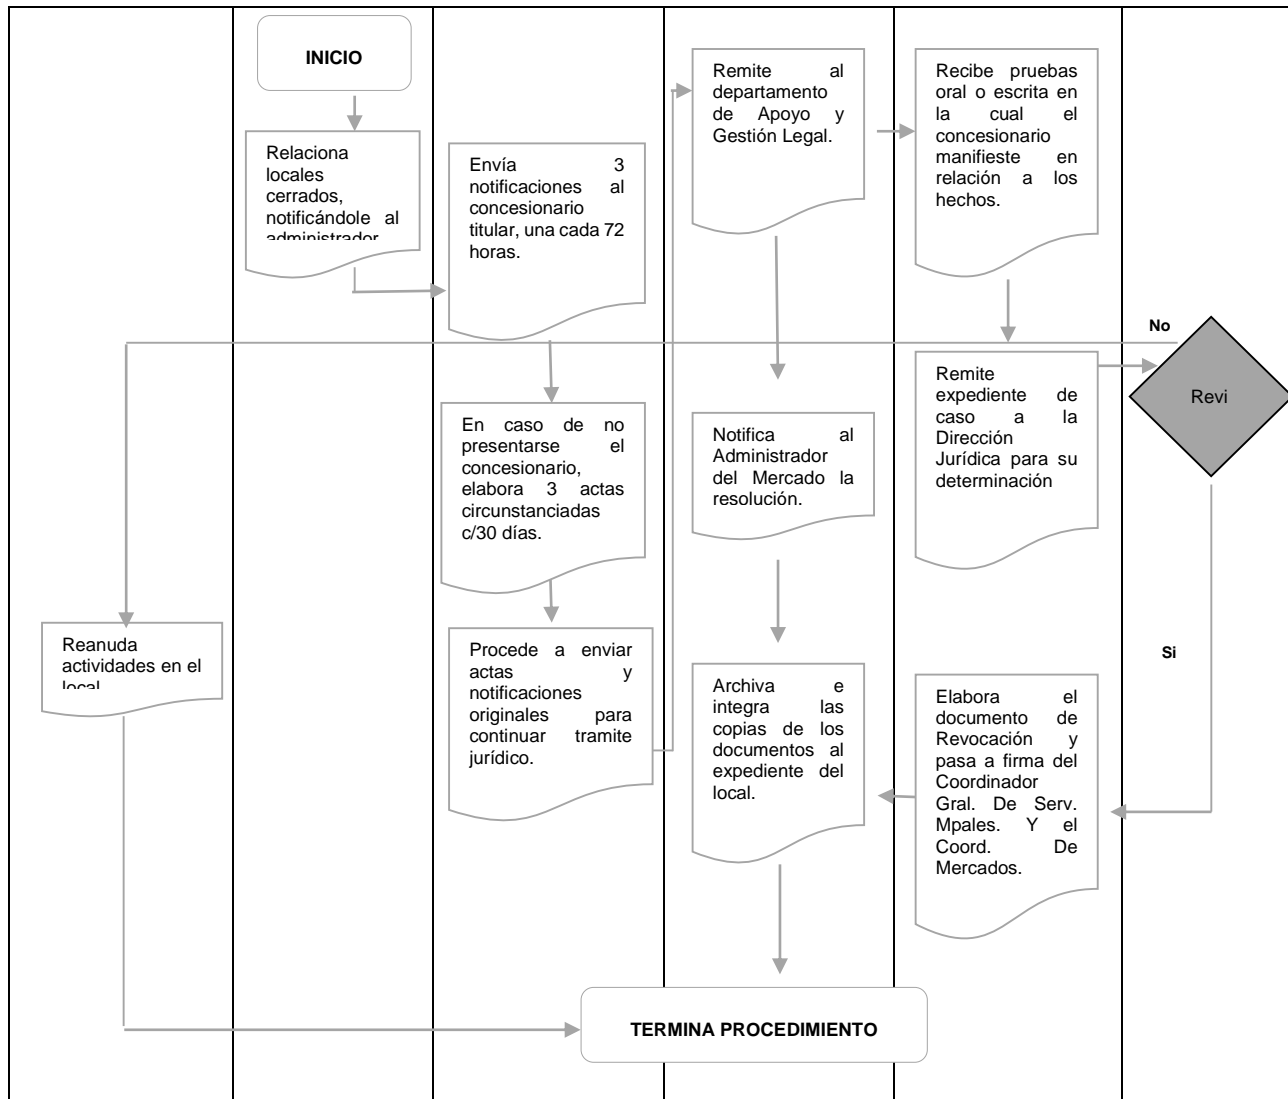 INICIO
Relaciona
locales
cerrados,
notificándole al
administrador
Envía 3
notificaciones al
concesionario
titular, una cada 72
horas.
Remite al
departamento
de Apoyo y
Gestión Legal.
Recibe pruebas
oral o escrita en
la cual el
concesionario
manifieste en
relación a los
hechos.
No
Revi
Remite
expediente de
caso a la
Dirección
Jurídica para su
determinación
En caso de no
presentarse el
concesionario,
elabora 3 actas
circunstanciadas
c/30 días.
Notifica al
Administrador
del Mercado la
resolución.
Reanuda
actividades en el
local
Procede a enviar
actas y
notificaciones
originales para
continuar tramite
jurídico.
Archiva e
integra las
copias de los
documentos al
expediente del
local.
Si
Elabora el
documento de
Revocación y
pasa a firma del
Coordinador
Gral. De Serv.
Mpales. Y el
Coord. De
Mercados.
TERMINA PROCEDIMIENTO